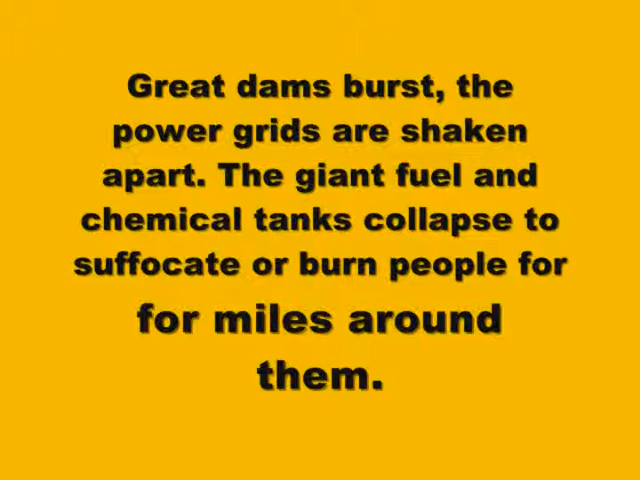 Great dams burst, the
power grids are shaken
apart. The giant fuel and
chemical tanks collapse to
suffocate or burn people for
for miles around
them.